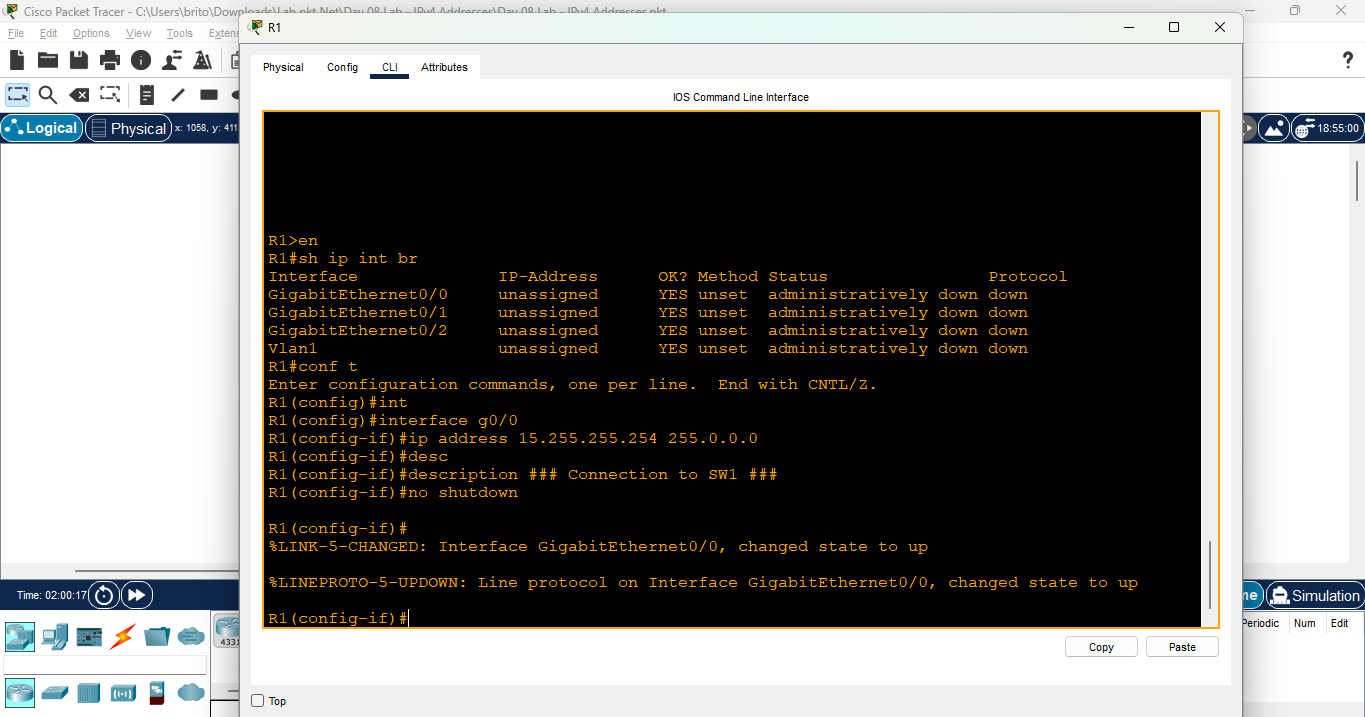 Cisco Packet Tracer - C:\Users\brito\Downloads\Lab pkt Net\Day 08 Lab - IPv4 Addresses\Day 08 Lab - IPv4 Addresses.pkt
R1
File Edit Options View Tools Extens
Physical Config CLI Attributes
?
IOS Command Line Interface
Logical Physical x: 1058, y: 411
18:55:00
R1>en
R1#sh ip int br
Interface IP-Address OK? Method Status Protocol
GigabitEthernet0/0 unassigned YES unset administratively down down
GigabitEthernet0/1 unassigned YES unset administratively down down
GigabitEthernet0/2 unassigned YES unset administratively down down
Vlan1 unassigned YES unset administratively down down
R1#conf t
Enter configuration commands, one per line. End with CNTL/Z.
R1(config)#int
R1(config)#interface g0/0
R1(config-if)#ip address 15.255.255.254 255.0.0.0
R1(config-if)#desc
R1(config-if)#description ### Connection to SW1 ###
R1(config-if)#no shutdown
R1(config-if)#
%LINK-5-CHANGED: Interface GigabitEthernet0/0, changed state to up
%LINEPROTO-5-UPDOWN: Line protocol on Interface GigabitEthernet0/0, changed state to up
R1(config-if)#
Time: 02:00:17
me Simulation
Periodic Num Edit
4331
Copy Paste
Top